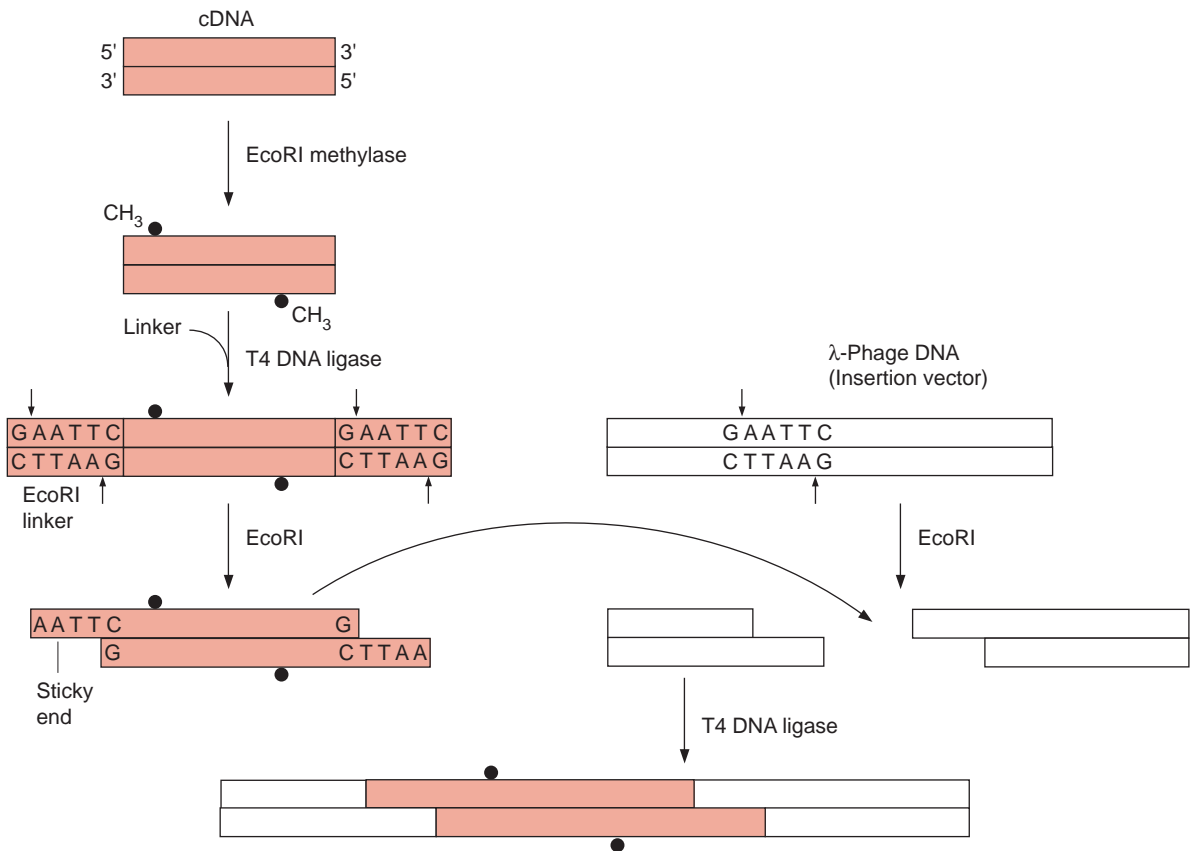 cDNA
5' 3'
3' 5'
EcoRI methylase
CH3
CH3
Linker
T4 DNA ligase
λ-Phage DNA
(Insertion vector)
GAATTC GAATTC
CTTAAG CTTAAG
GAATTC
CTTAAG
EcoRI
linker
EcoRI
EcoRI
AATTC G
G CTTAA
Sticky
end
T4 DNA ligase